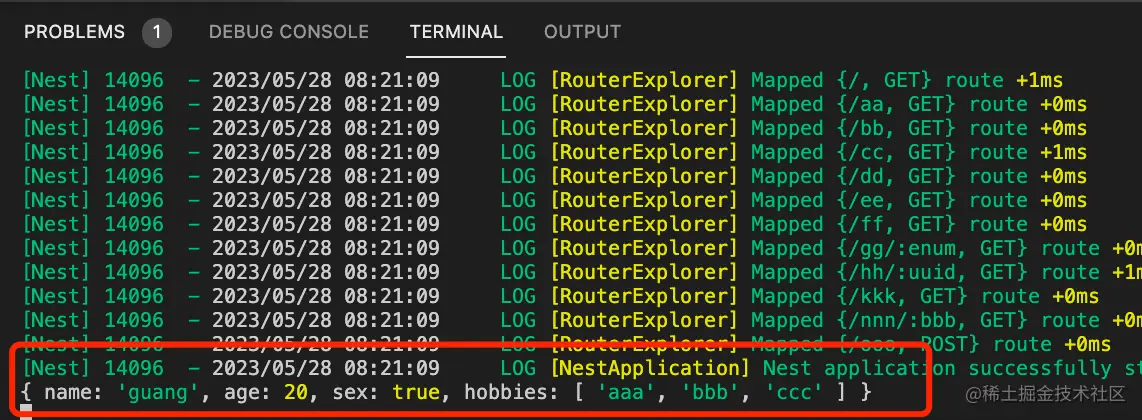 PROBLEMS 1 DEBUG CONSOLE TERMINAL OUTPUT
[Nest] 14096 - 2023/05/28 08:21:09 LOG [RouterExplorer] Mapped {/, GET} route +1ms
[Nest] 14096 - 2023/05/28 08:21:09 LOG [RouterExplorer] Mapped {/aa, GET} route +0ms
[Nest] 14096 - 2023/05/28 08:21:09 LOG [RouterExplorer] Mapped {/bb, GET} route +0ms
[Nest] 14096 - 2023/05/28 08:21:09 LOG [RouterExplorer] Mapped {/cc, GET} route +1ms
[Nest] 14096 - 2023/05/28 08:21:09 LOG [RouterExplorer] Mapped {/dd, GET} route +0ms
[Nest] 14096 - 2023/05/28 08:21:09 LOG [RouterExplorer] Mapped {/ee, GET} route +0ms
[Nest] 14096 - 2023/05/28 08:21:09 LOG [RouterExplorer] Mapped {/ff, GET} route +0ms
[Nest] 14096 - 2023/05/28 08:21:09 LOG [RouterExplorer] Mapped {/gg/:enum, GET} route +0m
[Nest] 14096 - 2023/05/28 08:21:09 LOG [RouterExplorer] Mapped {/hh/:uuid, GET} route +1m
[Nest] 14096 - 2023/05/28 08:21:09 LOG [RouterExplorer] Mapped {/kkk, GET} route +0ms
[Nest] 14096 - 2023/05/28 08:21:09 LOG [RouterExplorer] Mapped {/nnn/:bbb, GET} route +0m
[Nest] 14096 - 2023/05/28 08:21:09 LOG [RouterExplorer] Mapped {/ooo, POST} route +0ms
[Nest] 14096 - 2023/05/28 08:21:09 LOG [NestApplication] Nest application successfully st
{ name: 'guang', age: 20, sex: true, hobbies: [ 'aaa', 'bbb', 'ccc' ] }
@稀土掘金技术社区